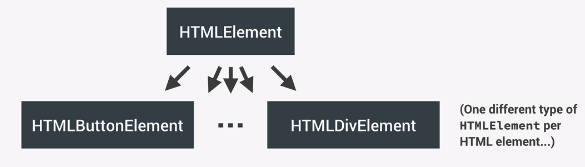 HTMLElement
HTMLButtonElement
...
HTMLDivElement
(One different type of
HTMLElement per
HTML element...)